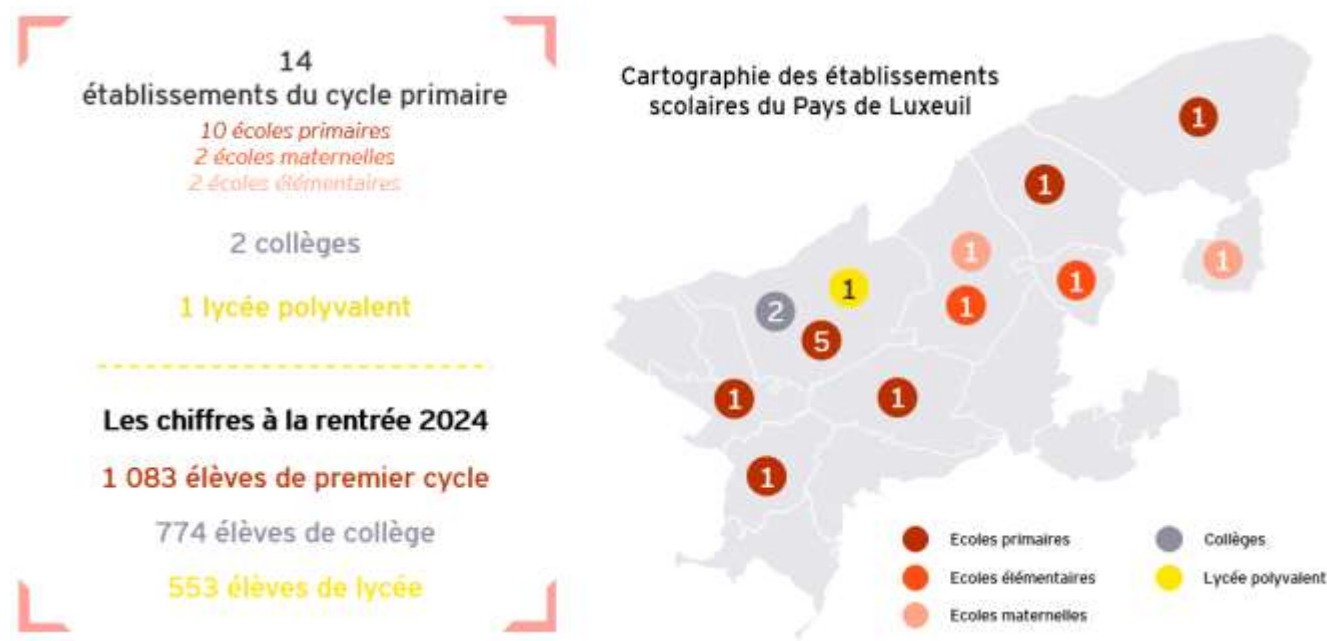 14
établissements du cycle primaire
10 écoles primaires
2 écoles maternelles
2 écoles élémentaires
2 collèges
1 lycée polyvalent
Les chiffres à la rentrée 2024
1 083 élèves de premier cycle
774 élèves de collège
553 élèves de lycée
Cartographie des établissements
scolaires du Pays de Luxeuil
1
1
1
1
1
1
1
2
5
1
1
1
Ecoles primaires
Ecoles élémentaires
Ecoles maternelles
Collèges
Lycée polyvalent